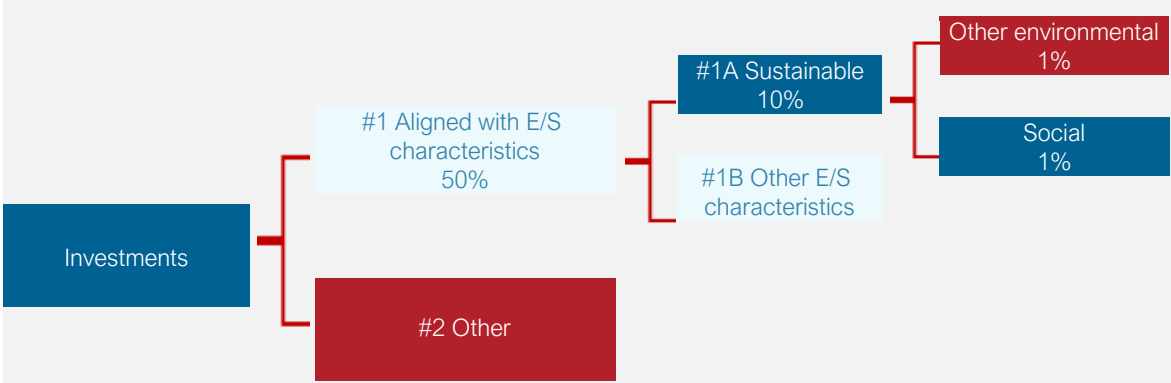 Investments
#1 Aligned with E/S
characteristics
50%
#2 Other
#1A Sustainable
10%
#1B Other E/S
characteristics
Other environmental
1%
Social
1%